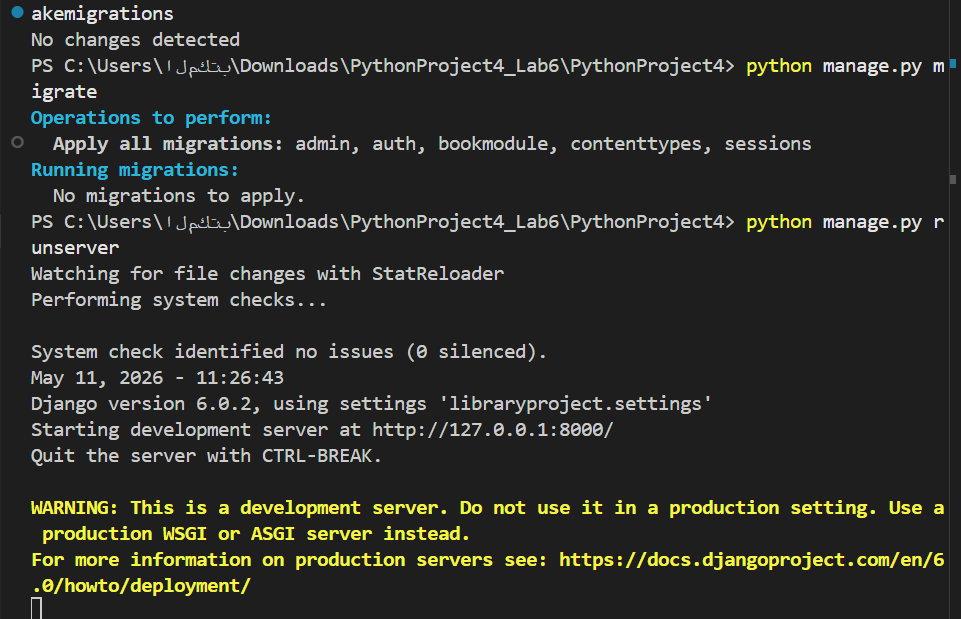 akemigrations
No changes detected
PS C:\Users\المكتب\Downloads\PythonProject4_Lab6\PythonProject4> python manage.py m
igrate
Operations to perform:
  Apply all migrations: admin, auth, bookmodule, contenttypes, sessions
Running migrations:
  No migrations to apply.
PS C:\Users\المكتب\Downloads\PythonProject4_Lab6\PythonProject4> python manage.py r
unserver
Watching for file changes with StatReloader
Performing system checks...

System check identified no issues (0 silenced).
May 11, 2026 - 11:26:43
Django version 6.0.2, using settings 'libraryproject.settings'
Starting development server at http://127.0.0.1:8000/
Quit the server with CTRL-BREAK.

WARNING: This is a development server. Do not use it in a production setting. Use a
 production WSGI or ASGI server instead.
For more information on production servers see: https://docs.djangoproject.com/en/6
.0/howto/deployment/